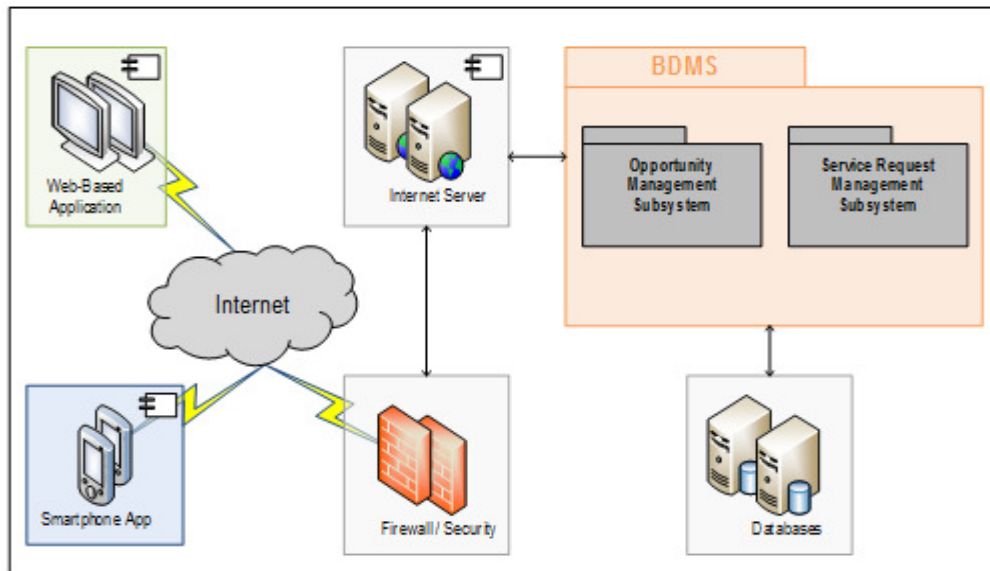 BDMS
Web-Based
Application
Internet Server
Opportunity
Management
Subsystem
Service Request
Management
Subsystem
Internet
Smartphone App
Firewall / Security
Databases